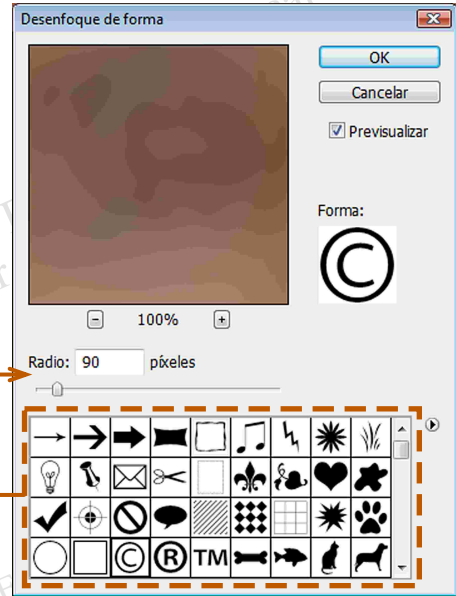 Desenfoque de forma
OK
Cancelar
Previsualizar
Forma:
©
100%
Radio: 90 píxeles
© ® TM